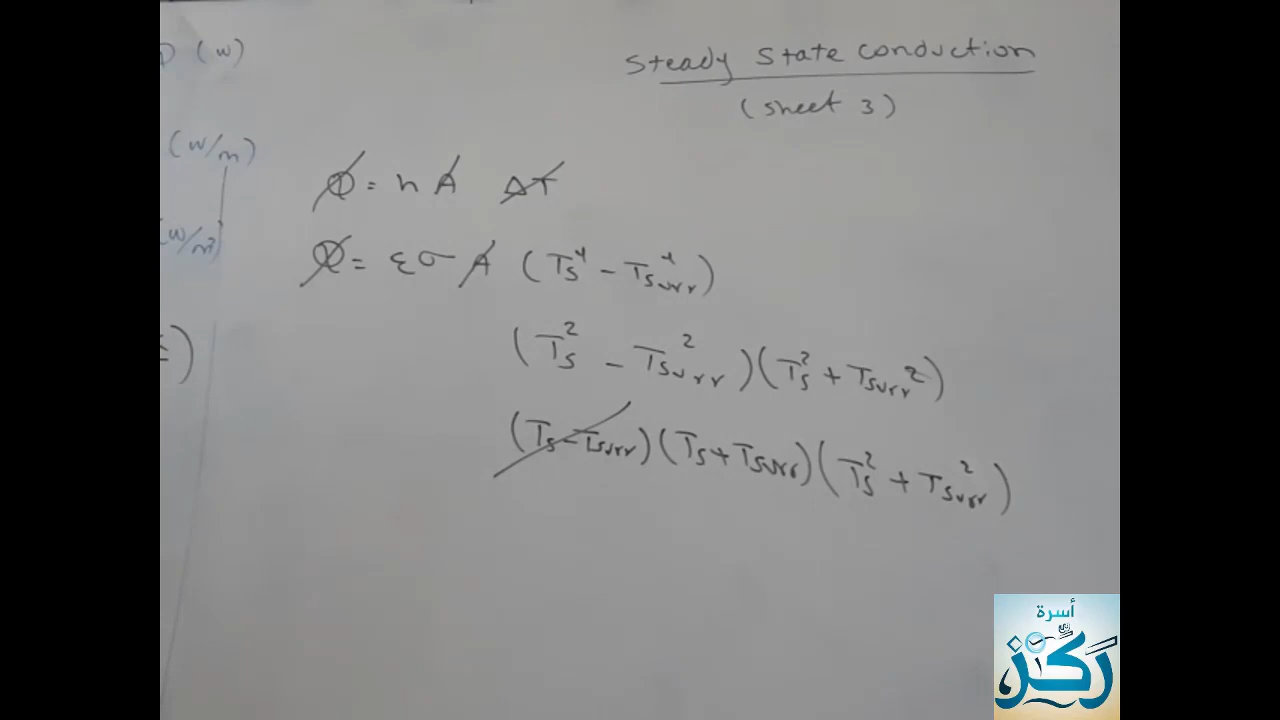 Φ (w)
Steady State conduction
(sheet 3)
(w/m)
Q = h A ΔT
(w/m²)
Q = εσ A (Ts⁴ - Tsurr⁴)
(Ts² - Tsurr²)(Ts² + Tsurr²)
(Ts - Tsurr)(Ts + Tsurr)(Ts² + Tsurr²)
أسرة
رَكِّز